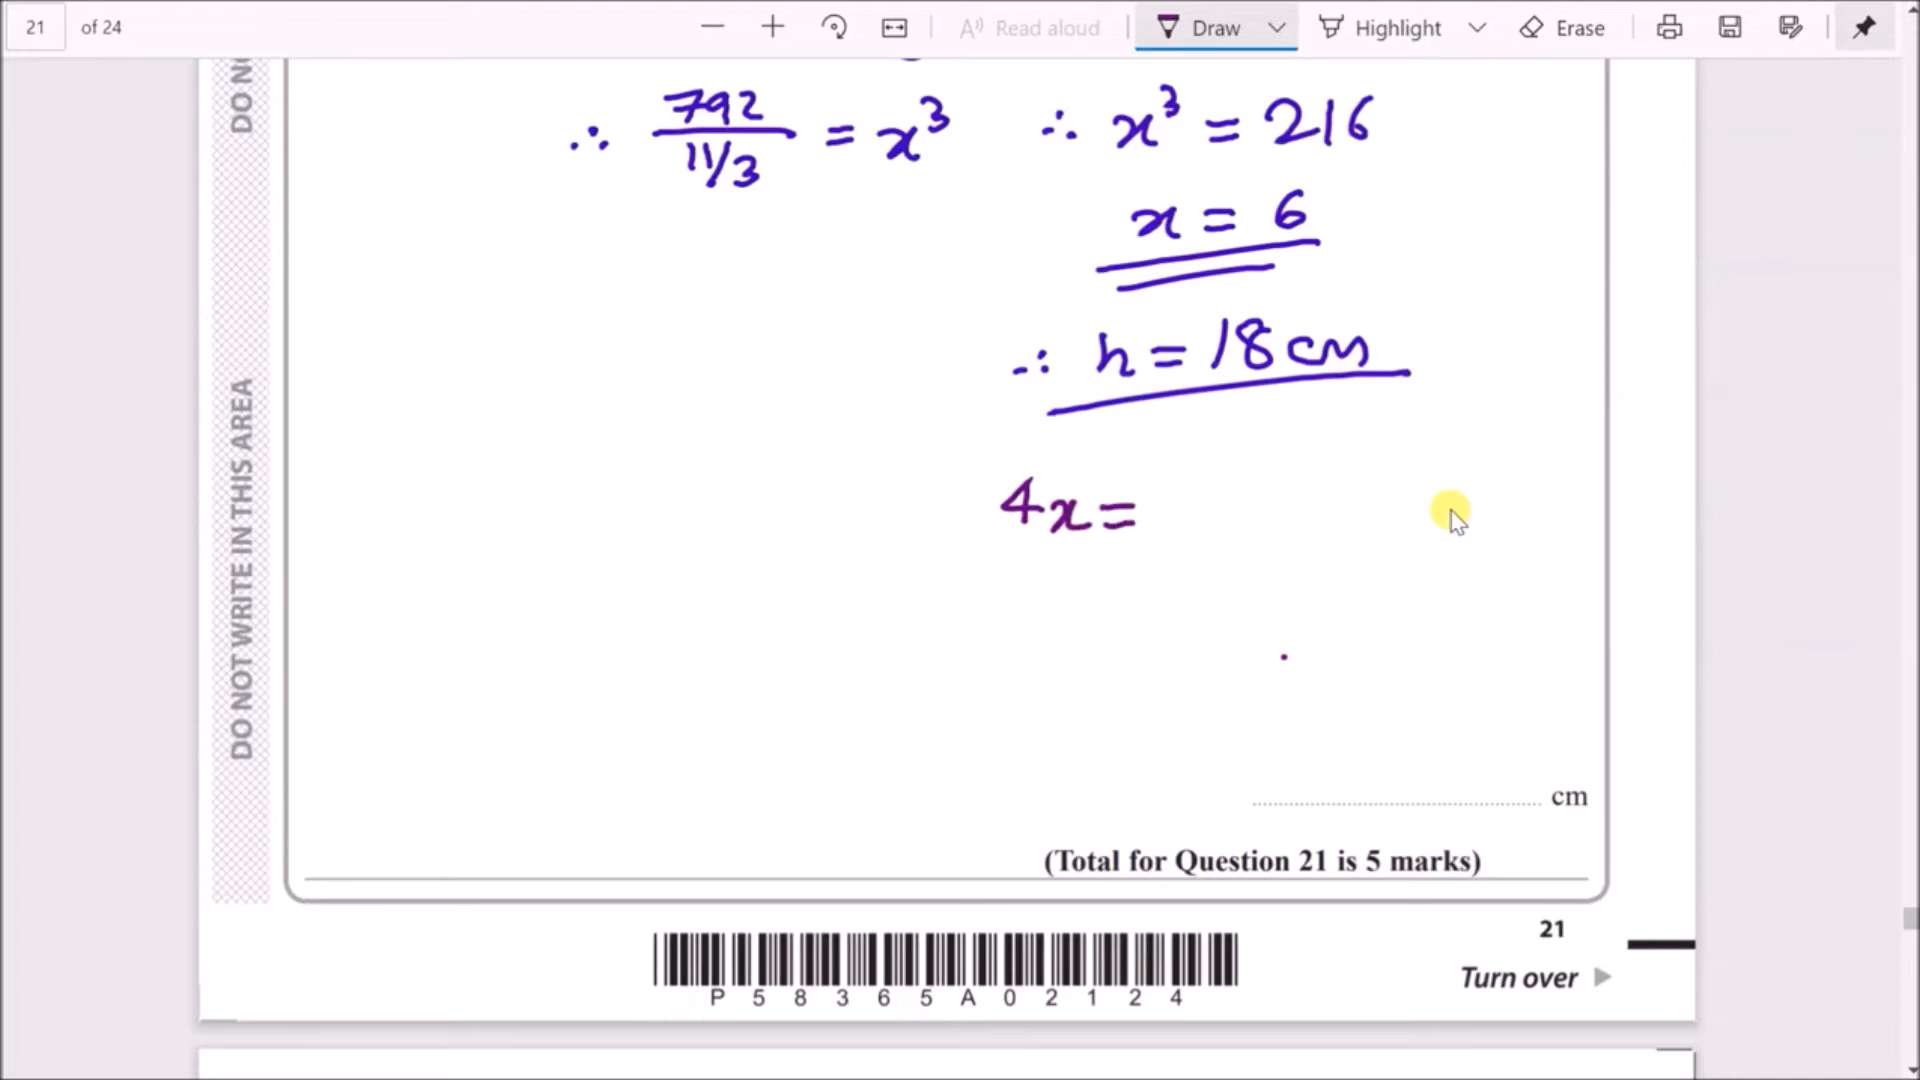 21 of 24 Read aloud Draw Highlight Erase
DO NO
∴ 792 / 11/3 = x³ ∴ x³ = 216
x = 6
∴ h = 18 cm
DO NOT WRITE IN THIS AREA
4x =
.................... cm
(Total for Question 21 is 5 marks)
21
P 5 8 3 6 5 A 0 2 1 2 4
Turn over